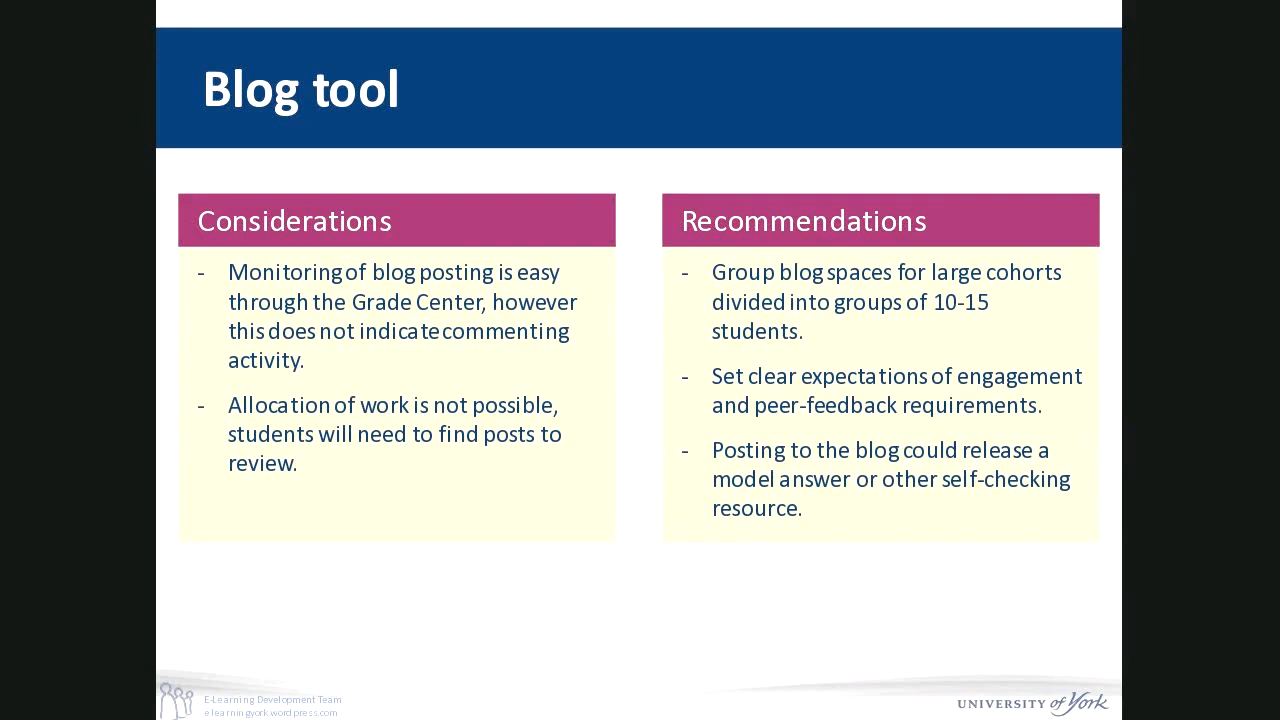 Blog tool
Considerations
- Monitoring of blog posting is easy
through the Grade Center, however
this does not indicate commenting
activity.
- Allocation of work is not possible,
students will need to find posts to
review.
Recommendations
- Group blog spaces for large cohorts
divided into groups of 10-15
students.
- Set clear expectations of engagement
and peer-feedback requirements.
- Posting to the blog could release a
model answer or other self-checking
resource.
E-Learning Development Team
elearningyork.wordpress.com
UNIVERSITY of York